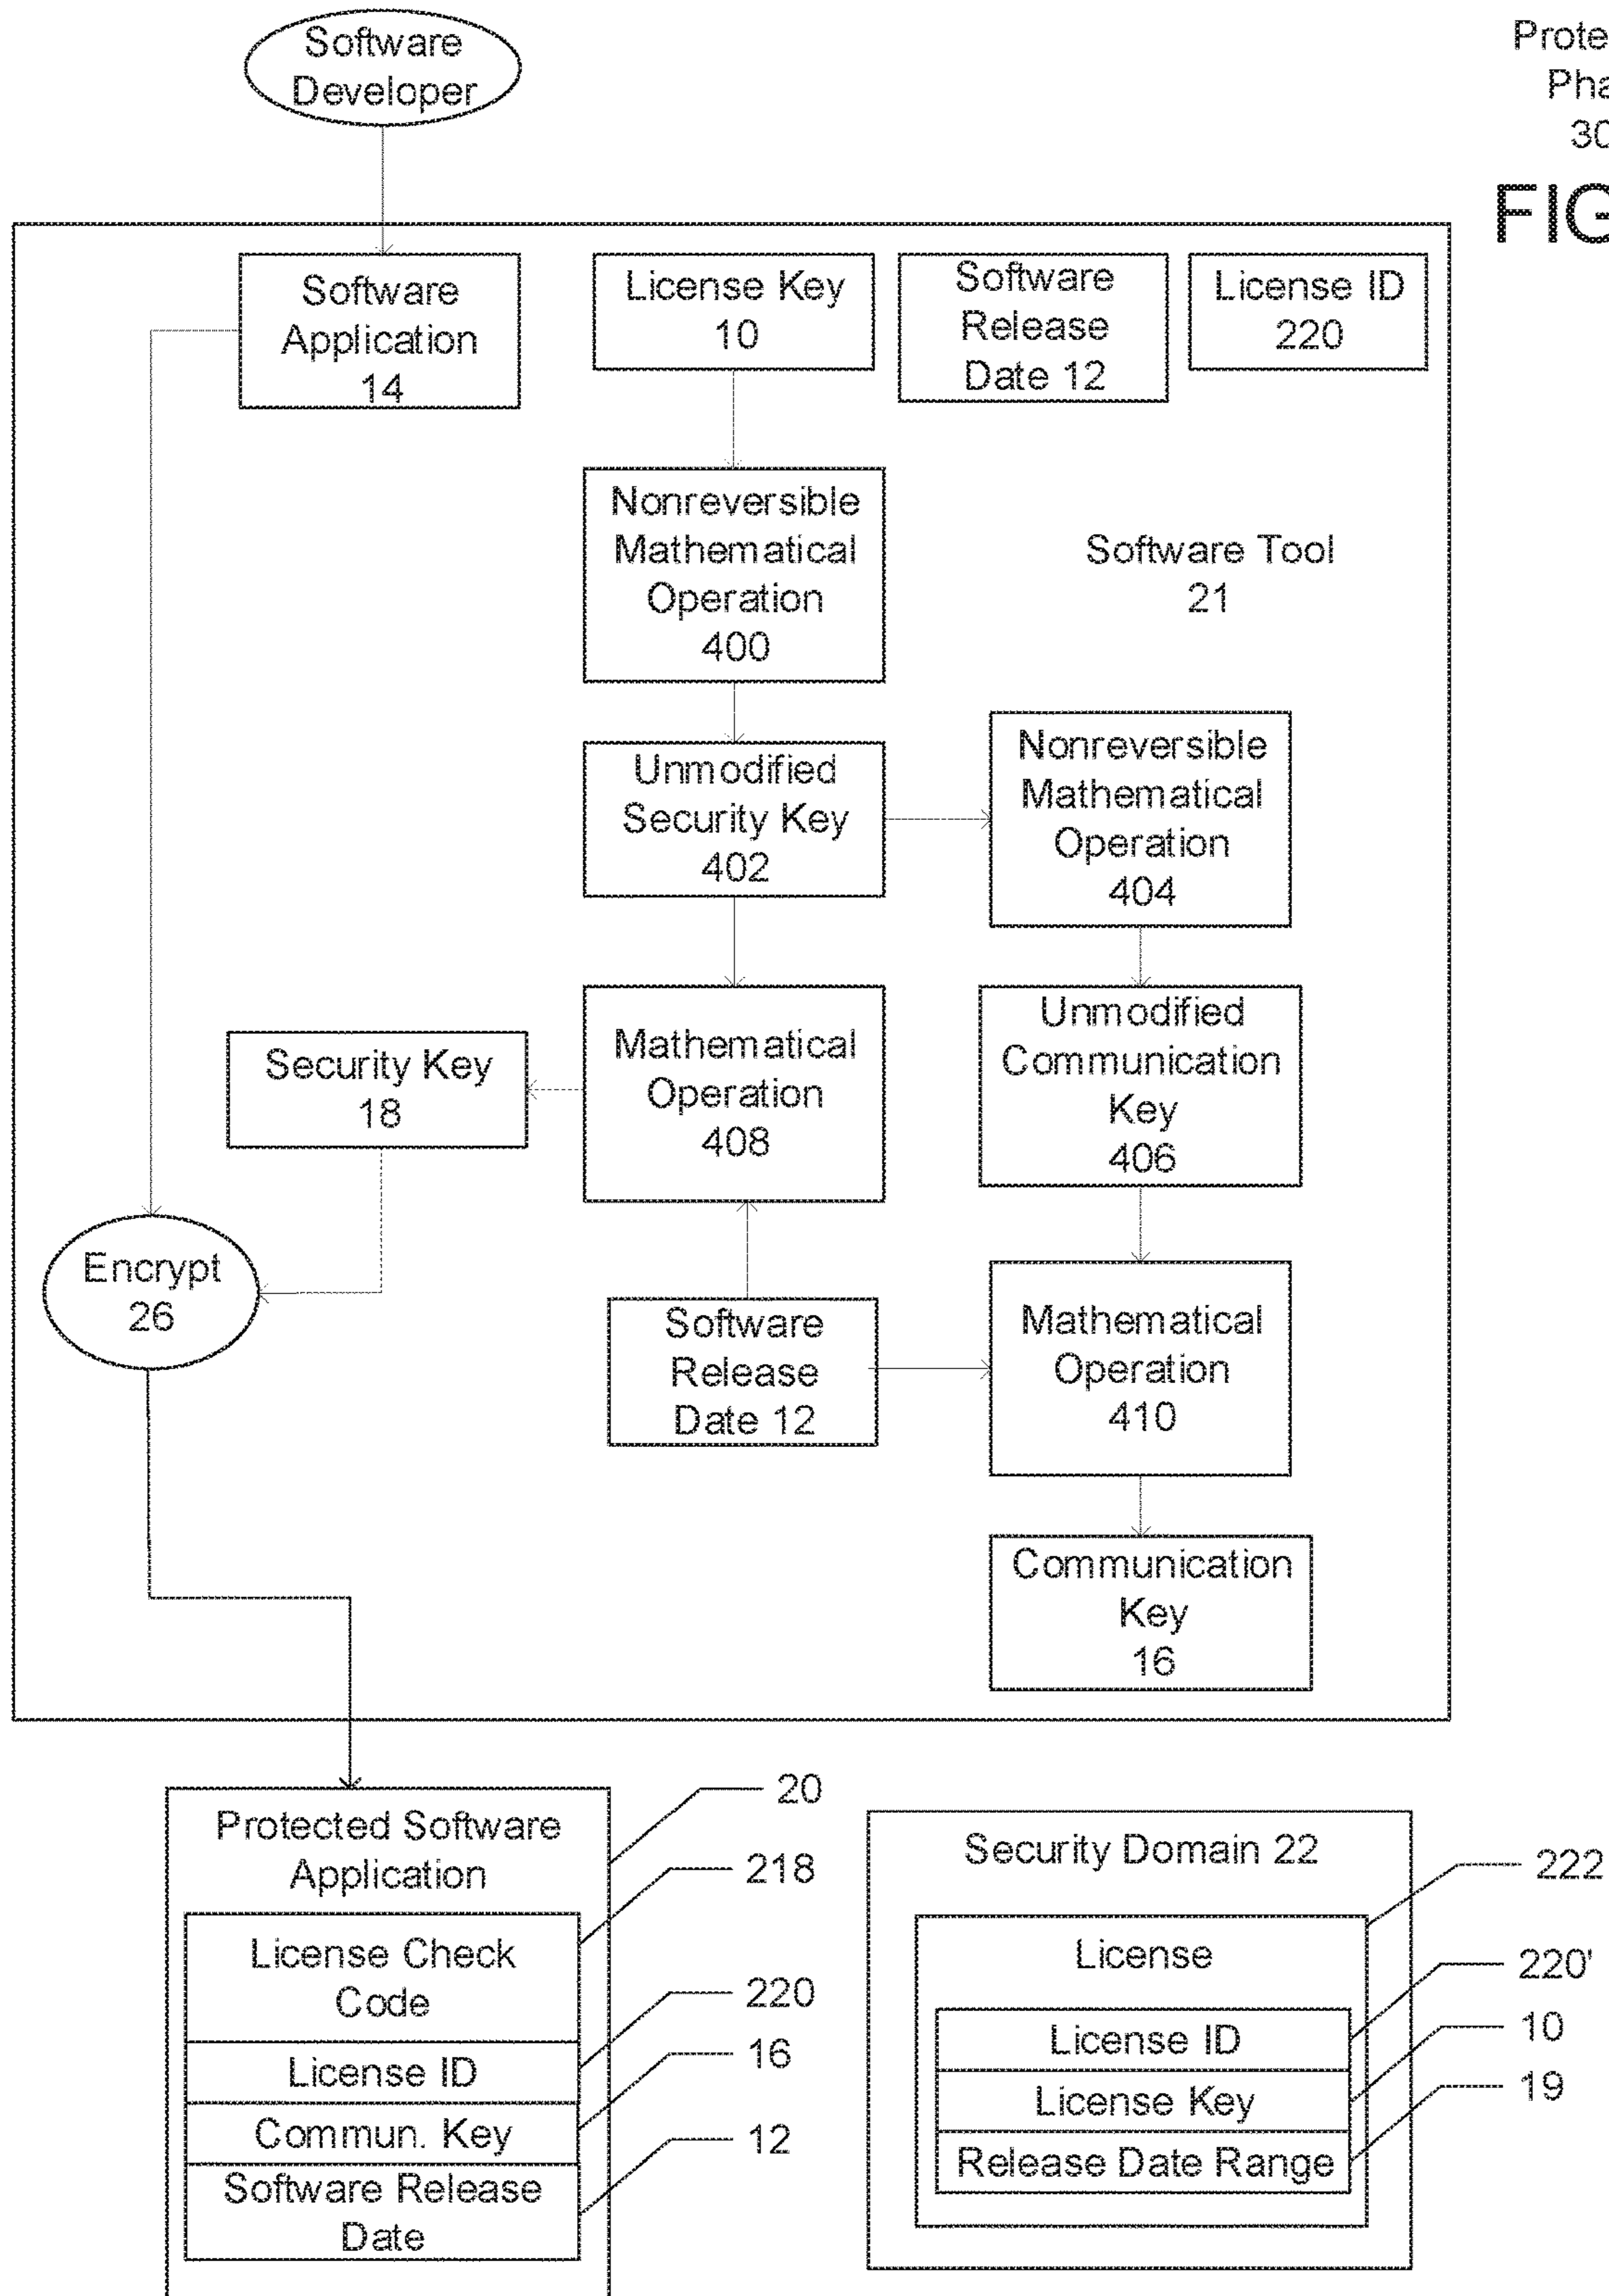 Software
Developer
Software
Application
14
License Key
10
Software
Release
Date 12
License ID
220
Nonreversible
Mathematical
Operation
400
Software Tool
21
Unmodified
Security Key
402
Nonreversible
Mathematical
Operation
404
Security Key
18
Mathematical
Operation
408
Unmodified
Communication
Key
406
Encrypt
26
Software
Release
Date 12
Mathematical
Operation
410
Communication
Key
16
Protected Software
Application
20
License Check
Code
218
License ID
220
Commun. Key
16
Software Release
Date
12
Security Domain 22
License
222
License ID
220'
License Key
10
Release Date Range
19